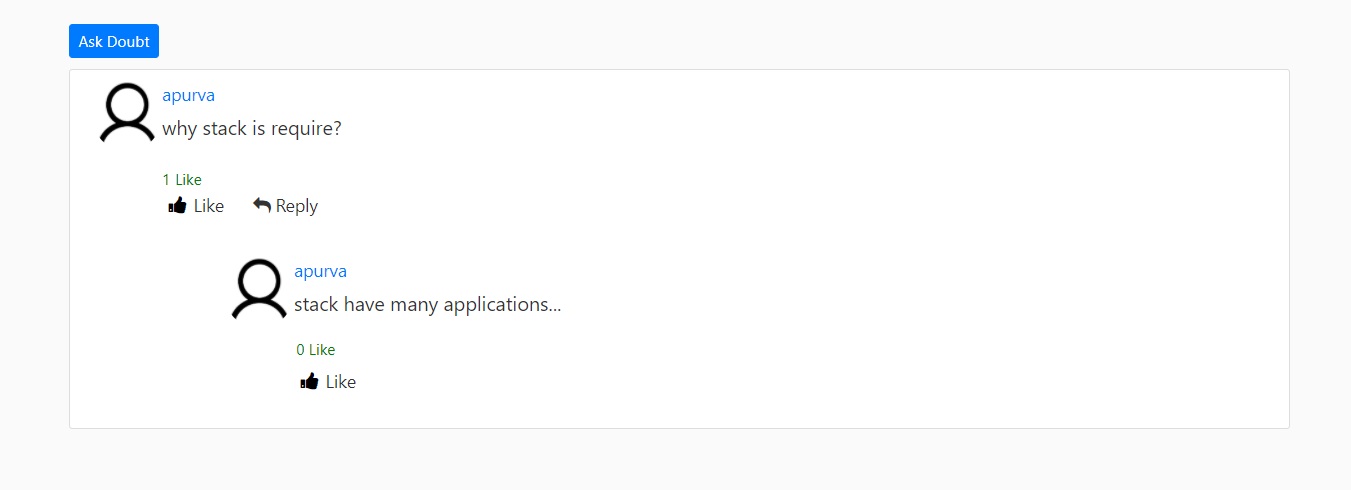 Ask Doubt
apurva
why stack is require?
1 Like
Like Reply
apurva
stack have many applications...
0 Like
Like